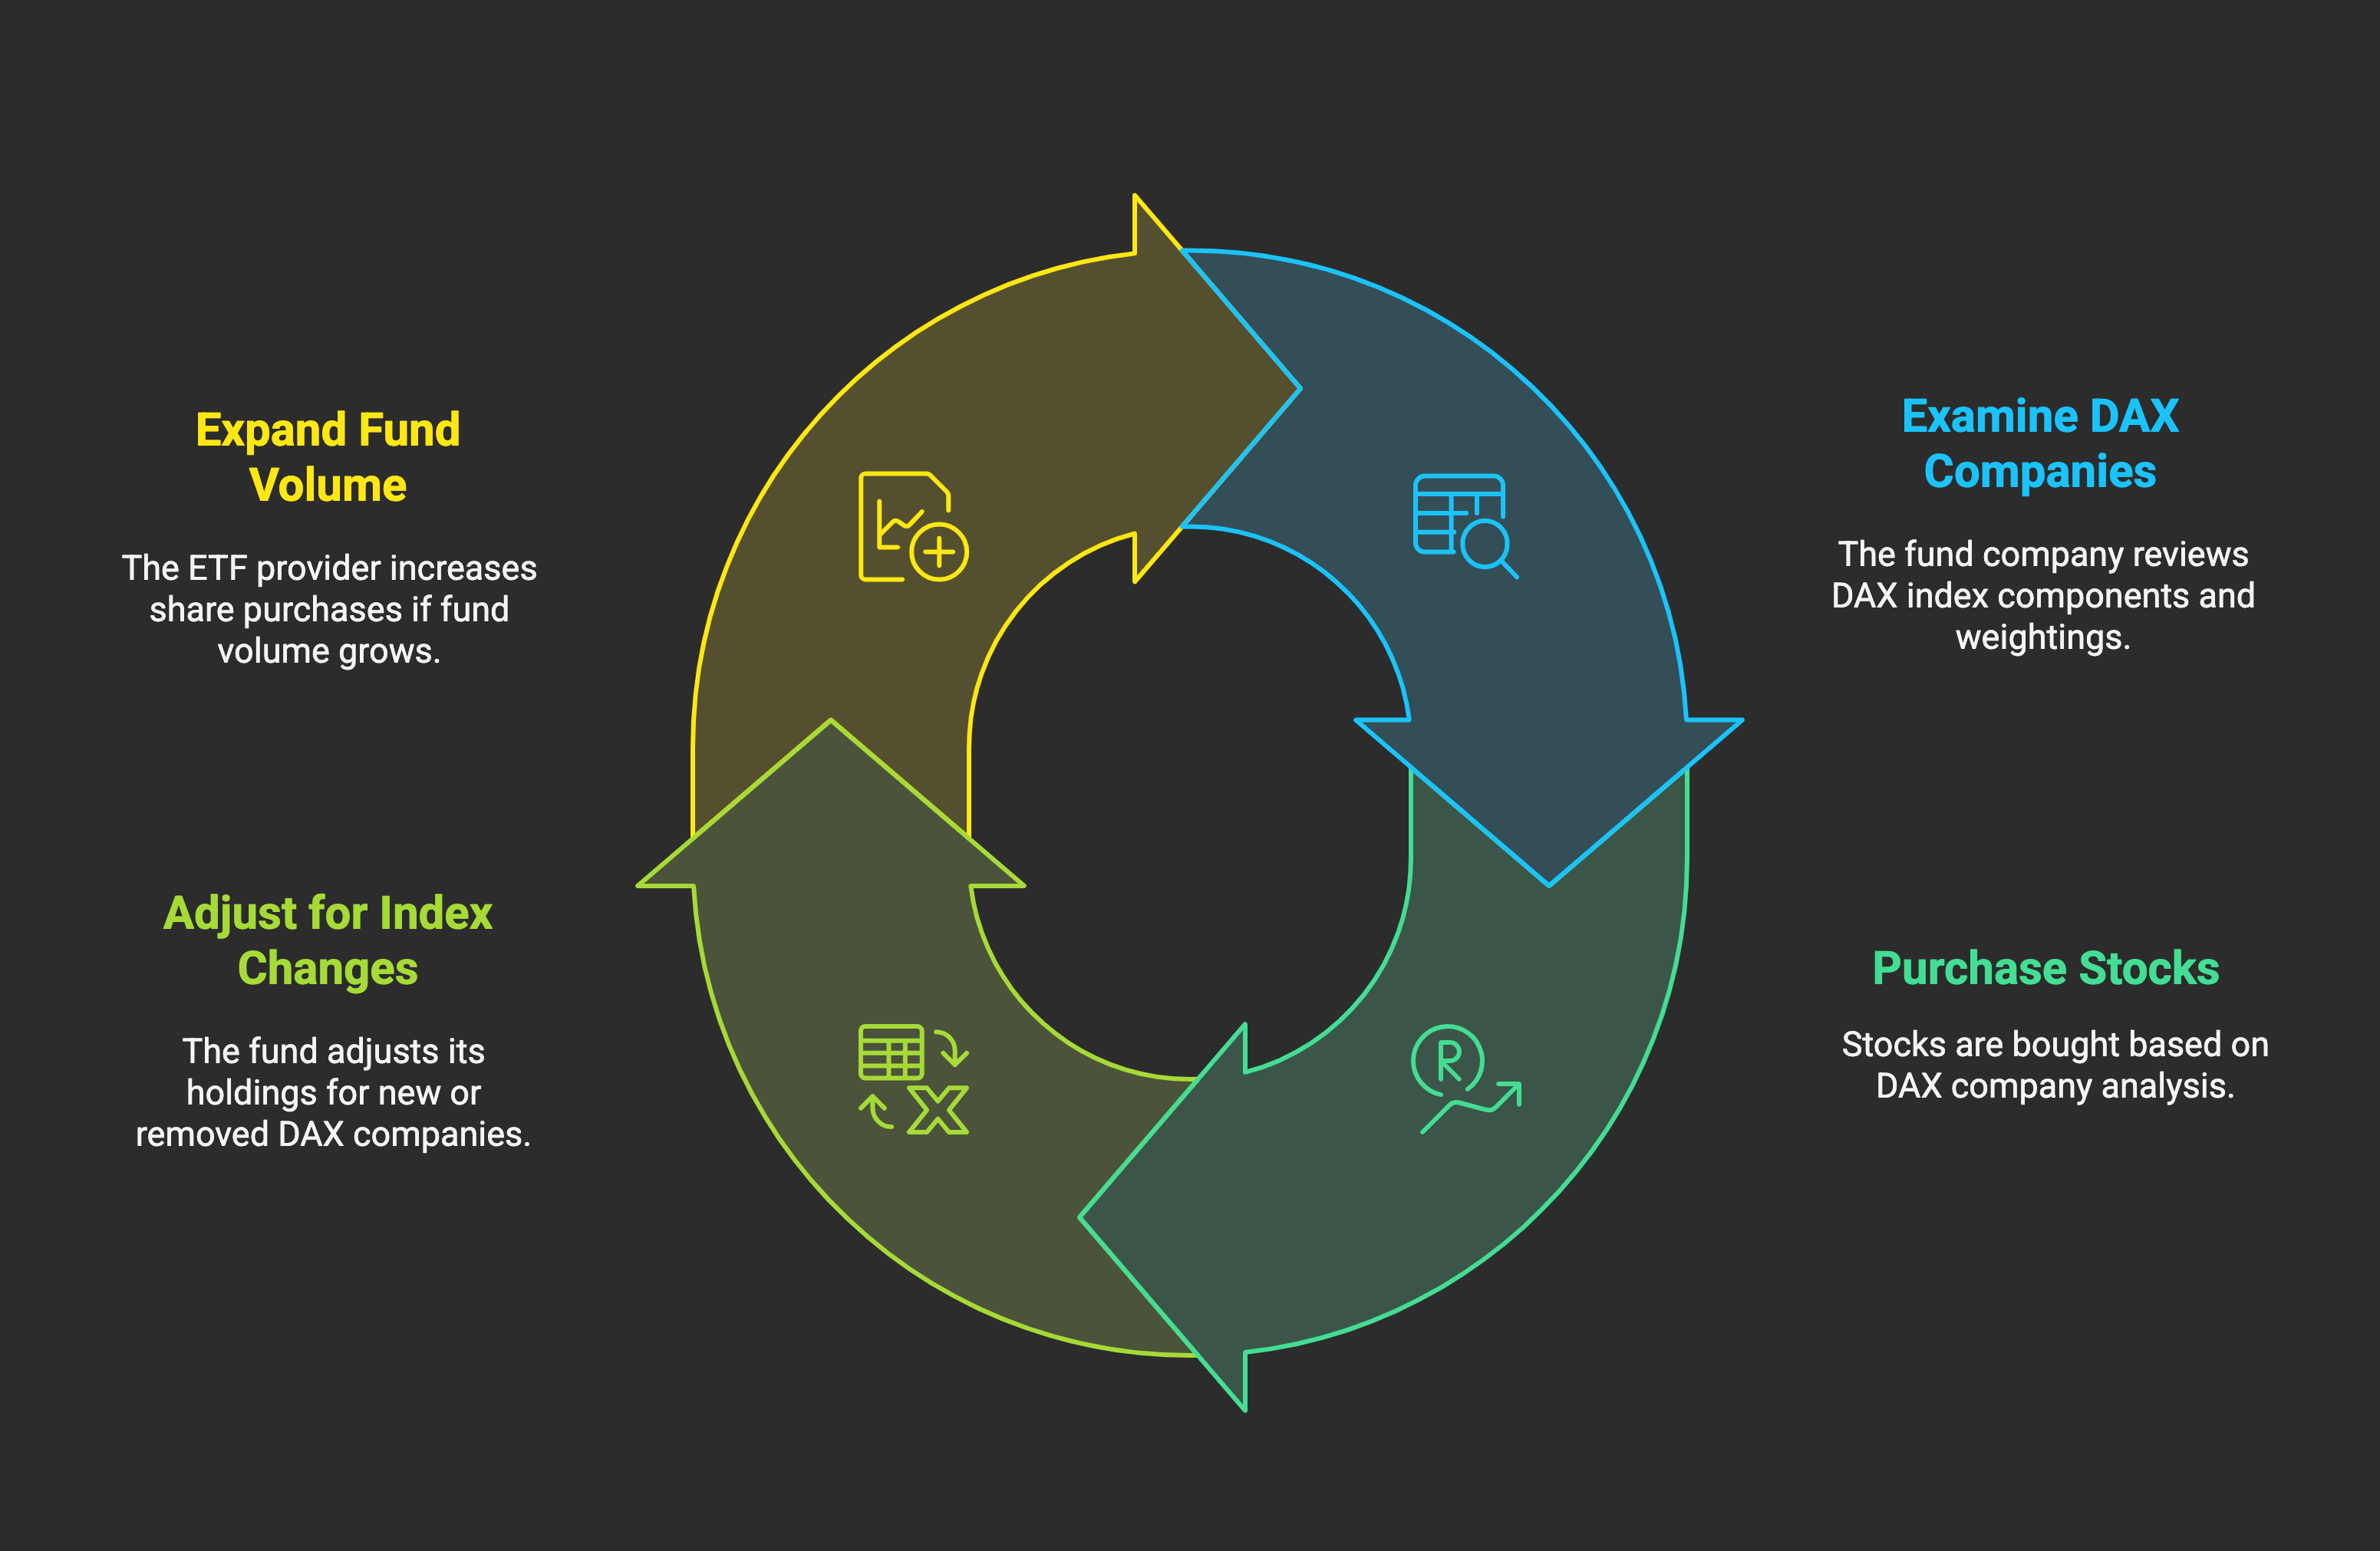 Expand Fund
Volume
The ETF provider increases
share purchases if fund
volume grows.
Examine DAX
Companies
The fund company reviews
DAX index components and
weightings.
Adjust for Index
Changes
The fund adjusts its
holdings for new or
removed DAX companies.
Purchase Stocks
Stocks are bought based on
DAX company analysis.
R